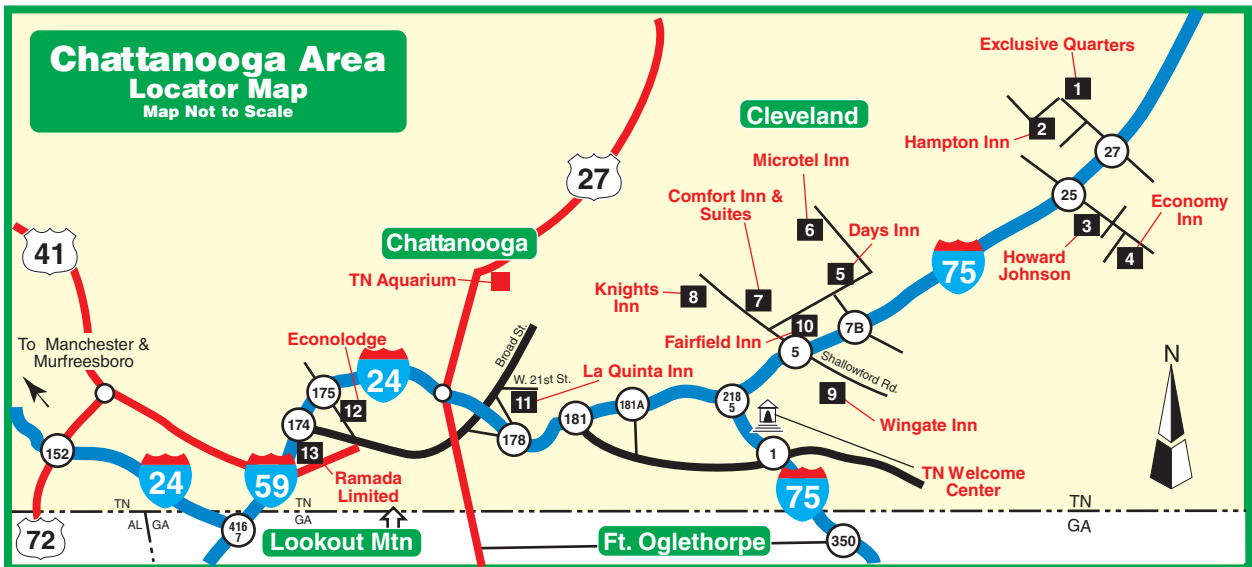 Chattanooga Area
Locator Map
Map Not to Scale
Exclusive Quarters
1
2
Hampton Inn
27
Cleveland
Microtel Inn
27
25
Comfort Inn &
Suites
6
Economy
Inn
Days Inn
3
4
Howard
Johnson
41
Chattanooga
TN Aquarium
5
75
Knights
Inn
8
7
10
7B
Fairfield Inn
5
Shallowford Rd.
N
To Manchester &
Murfreesboro
Econolodge
24
Broad St.
W. 21st St.
La Quinta Inn
175
12
11
181A
218
5
9
Wingate Inn
174
181
178
152
13
Ramada
Limited
1
TN Welcome
Center
24
59
75
TN
TN
TN
AL
GA
GA
GA
72
416
7
Lookout Mtn
Ft. Oglethorpe
350